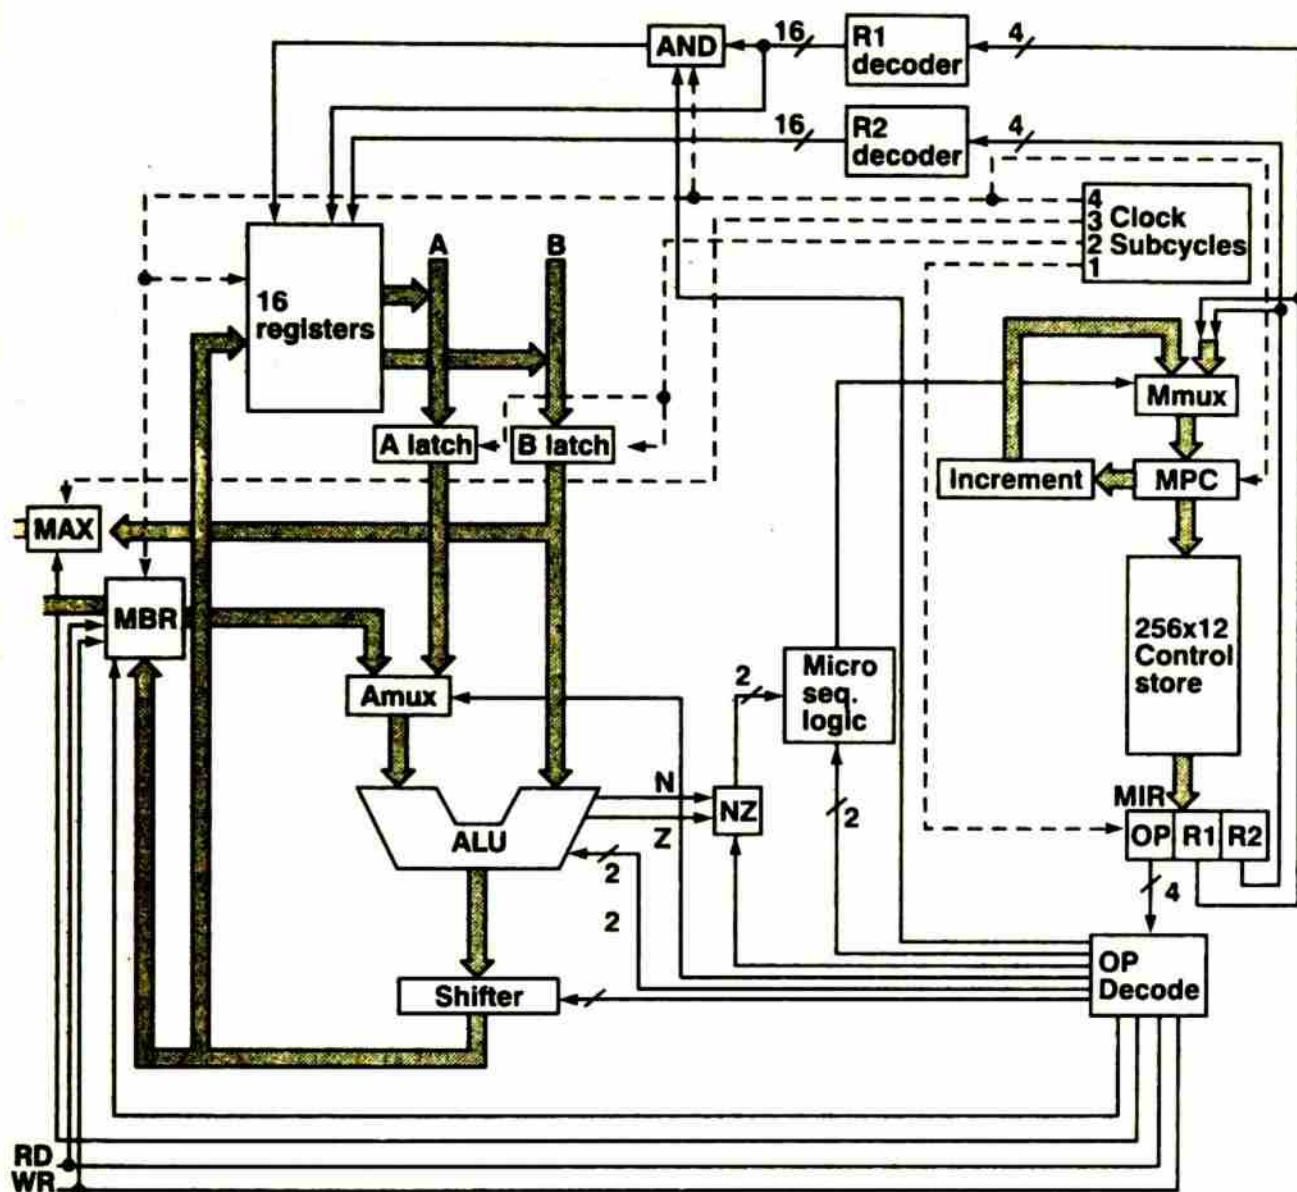 AND
16
R1
decoder
4
16
R2
decoder
4
4
3 Clock
2 Subcycles
1
A
B
16
registers
Mmux
A latch
B latch
Increment
MPC
MAX
MBR
256x12
Control
store
Micro
seq.
logic
2
Amux
N
NZ
Z
MIR
OP R1 R2
ALU
2
2
4
2
OP
Decode
Shifter
RD
WR